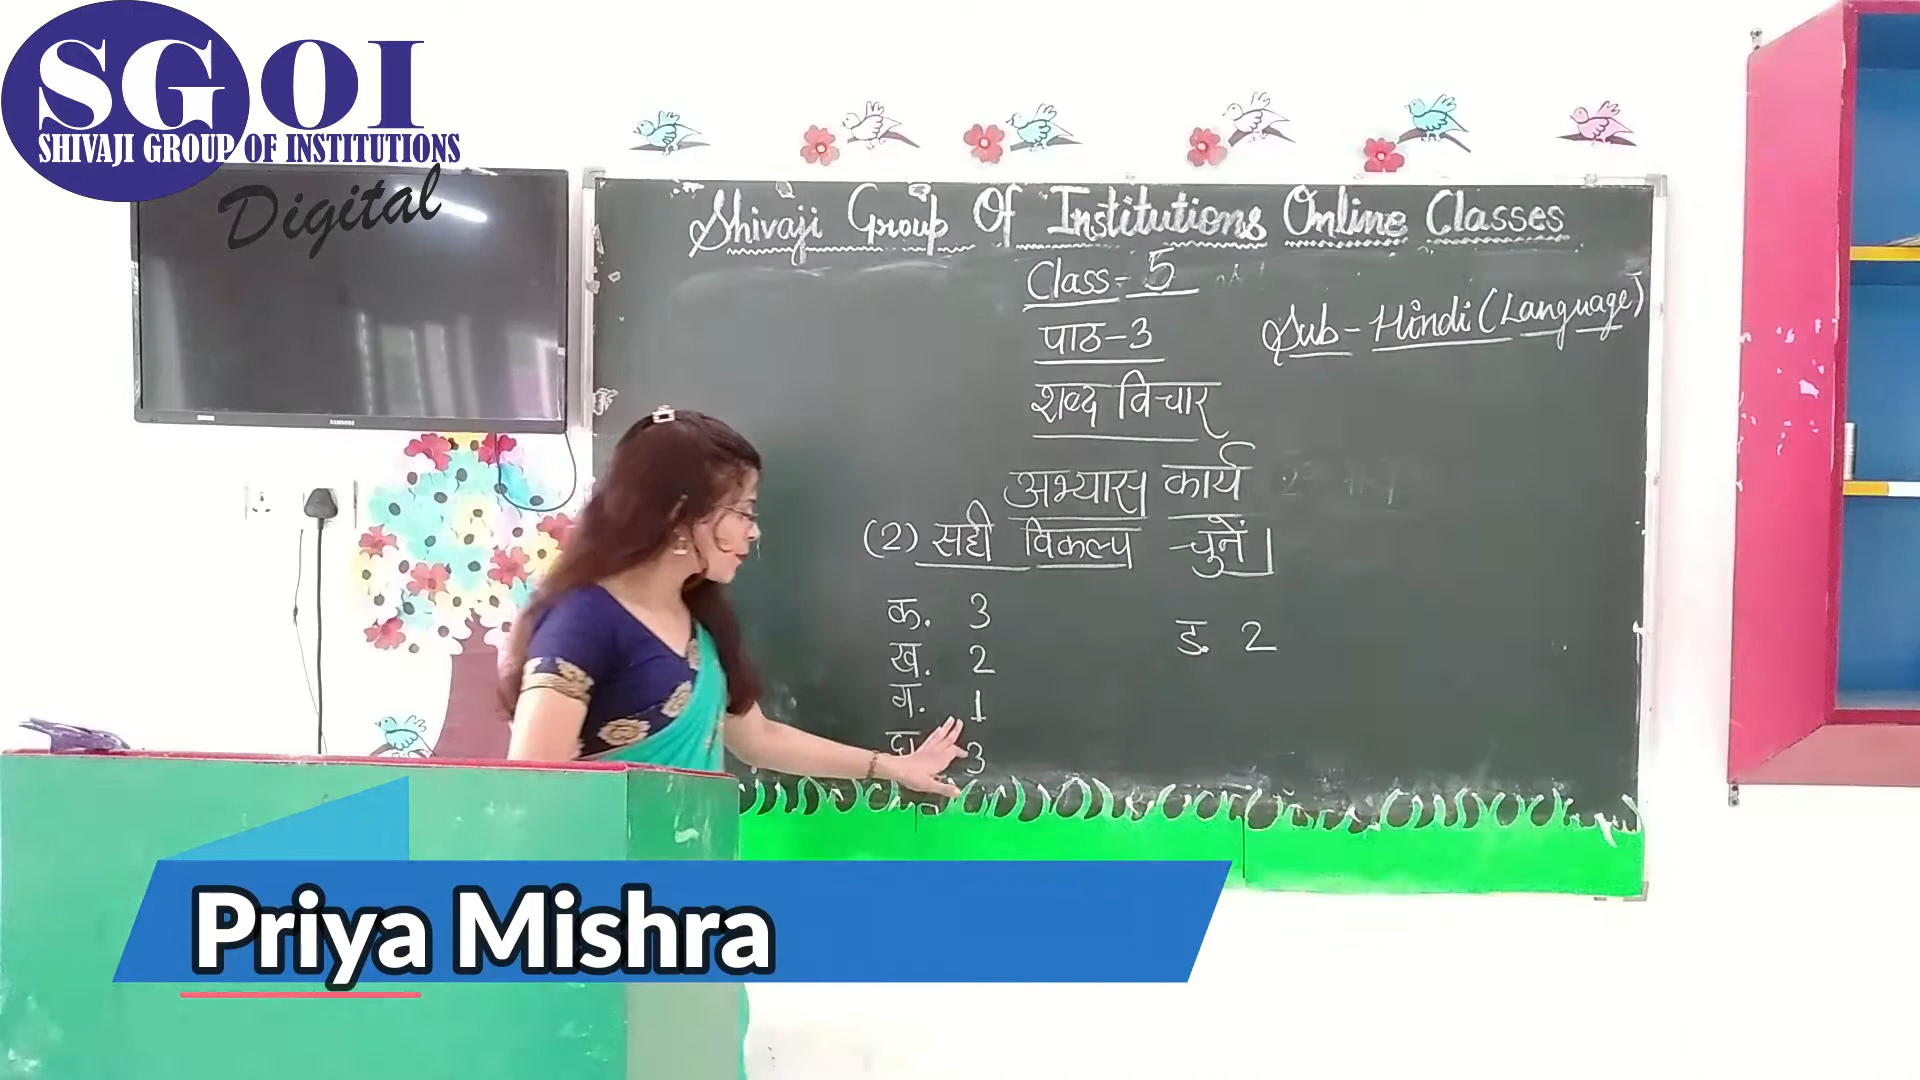 SGOI
SHIVAJI GROUP OF INSTITUTIONS
Digital
SAMSUNG
Shivaji Group Of Institutions Online Classes
Class- 5
Sub- Hindi (Language)
पाठ-3
शब्द विचार
अभ्यास कार्य
(2) सही विकल्प चुनें।
क. 3
ख. 2
ग. 1
घ 3
ड. 2
Priya Mishra